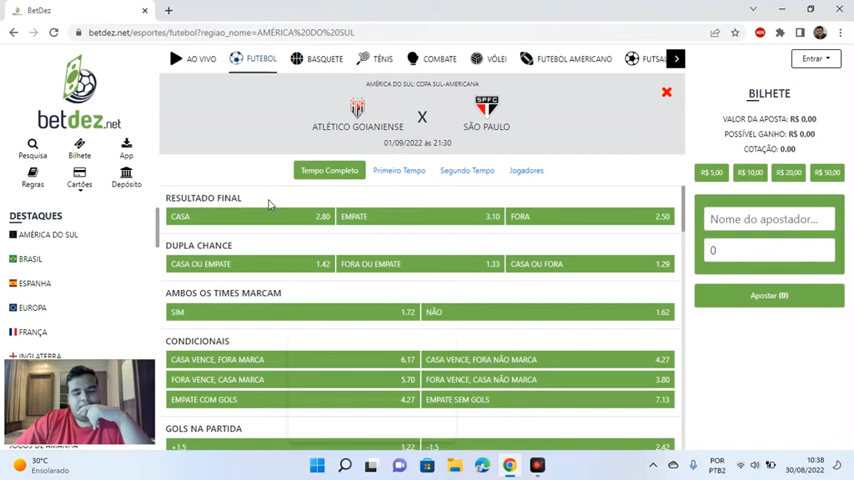 BetDez
betdez.net/esportes/futebol?regiao_nome=AMÉRICA%20DO%20SUL
betdez.net
Pesquisa
Bilhete
App
Regras
Cartões
Depósito
DESTAQUES
AMÉRICA DO SUL
BRASIL
ESPANHA
EUROPA
FRANÇA
INGLATERRA
JOGOS DE AMANHÃ
AO VIVO
FUTEBOL
BASQUETE
TÊNIS
COMBATE
VÔLEI
FUTEBOL AMERICANO
FUTSAL
AMÉRICA DO SUL: COPA SUL-AMERICANA
SPFC
ATLÉTICO GOIANIENSE
X
SÃO PAULO
01/09/2022 às 21:30
Tempo Completo
Primeiro Tempo
Segundo Tempo
Jogadores
RESULTADO FINAL
CASA 2.80 EMPATE 3.10 FORA 2.50
DUPLA CHANCE
CASA OU EMPATE 1.42 FORA OU EMPATE 1.33 CASA OU FORA 1.29
AMBOS OS TIMES MARCAM
SIM 1.72 NÃO 1.62
CONDICIONAIS
CASA VENCE, FORA MARCA 6.17 CASA VENCE, FORA NÃO MARCA 4.27
FORA VENCE, CASA MARCA 5.70 FORA VENCE, CASA NÃO MARCA 3.80
EMPATE COM GOLS 4.27 EMPATE SEM GOLS 7.13
GOLS NA PARTIDA
+1.5 1.22 -1.5 2.42
Entrar
BILHETE
VALOR DA APOSTA: R$ 0,00
POSSÍVEL GANHO: R$ 0,00
COTAÇÃO: 0.00
R$ 5,00
R$ 10,00
R$ 20,00
R$ 50,00
Nome do apostador...
0
Apostar (0)
30°C
Ensolarado
POR
PTB2
10:38
30/08/2022